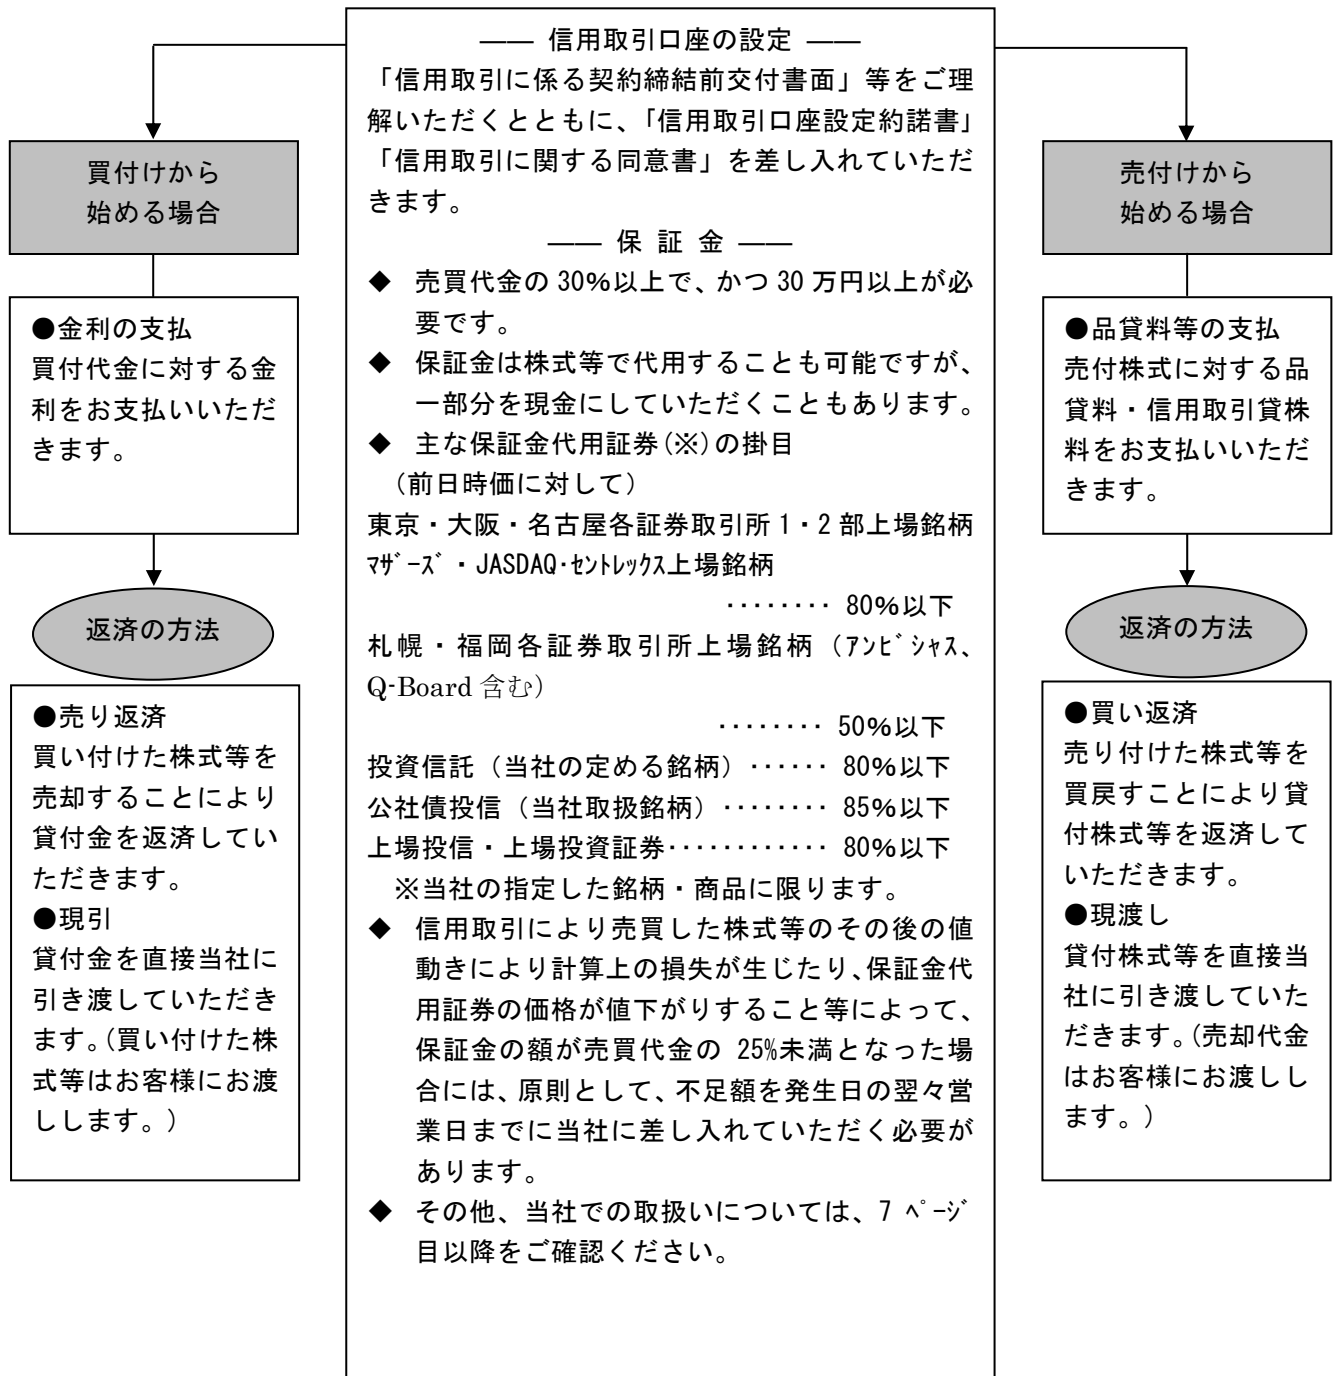 ―― 信用取引口座の設定 ――
「信用取引に係る契約締結前交付書面」等をご理
解いただくとともに、「信用取引口座設定約諾書」
「信用取引に関する同意書」を差し入れていただ
きます。
―― 保 証 金 ――
◆ 売買代金の 30%以上で、かつ 30 万円以上が必
要です。
◆ 保証金は株式等で代用することも可能ですが、
一部分を現金にしていただくこともあります。
◆ 主な保証金代用証券(※)の掛目
(前日時価に対して)
東京・大阪・名古屋各証券取引所 1・2 部上場銘柄
ﾏｻﾞｰｽﾞ・JASDAQ･ｾﾝﾄﾚｯｸｽ上場銘柄
‥‥‥‥ 80%以下
札幌・福岡各証券取引所上場銘柄(ｱﾝﾋﾞｼｬｽ、
Q-Board 含む)
‥‥‥‥ 50%以下
投資信託(当社の定める銘柄)‥‥‥ 80%以下
公社債投信(当社取扱銘柄)‥‥‥‥ 85%以下
上場投信・上場投資証券‥‥‥‥‥‥ 80%以下
※当社の指定した銘柄・商品に限ります。
◆ 信用取引により売買した株式等のその後の値
動きにより計算上の損失が生じたり、保証金代
用証券の価格が値下がりすること等によって、
保証金の額が売買代金の 25%未満となった場
合には、原則として、不足額を発生日の翌々営
業日までに当社に差し入れていただく必要が
あります。
◆ その他、当社での取扱いについては、7 ﾍﾟｰｼﾞ
目以降をご確認ください。
買付けから
始める場合
●金利の支払
買付代金に対する金
利をお支払いいただ
きます。
返済の方法
●売り返済
買い付けた株式等を
売却することにより
貸付金を返済してい
ただきます。
●現引
貸付金を直接当社に
引き渡していただき
ます。(買い付けた株
式等はお客様にお渡
しします。)
売付けから
始める場合
●品貸料等の支払
売付株式に対する品
貸料・信用取引貸株
料をお支払いいただ
きます。
返済の方法
●買い返済
売り付けた株式等を
買戻すことにより貸
付株式等を返済して
いただきます。
●現渡し
貸付株式等を直接当
社に引き渡していた
だきます。(売却代金
はお客様にお渡しし
ます。)